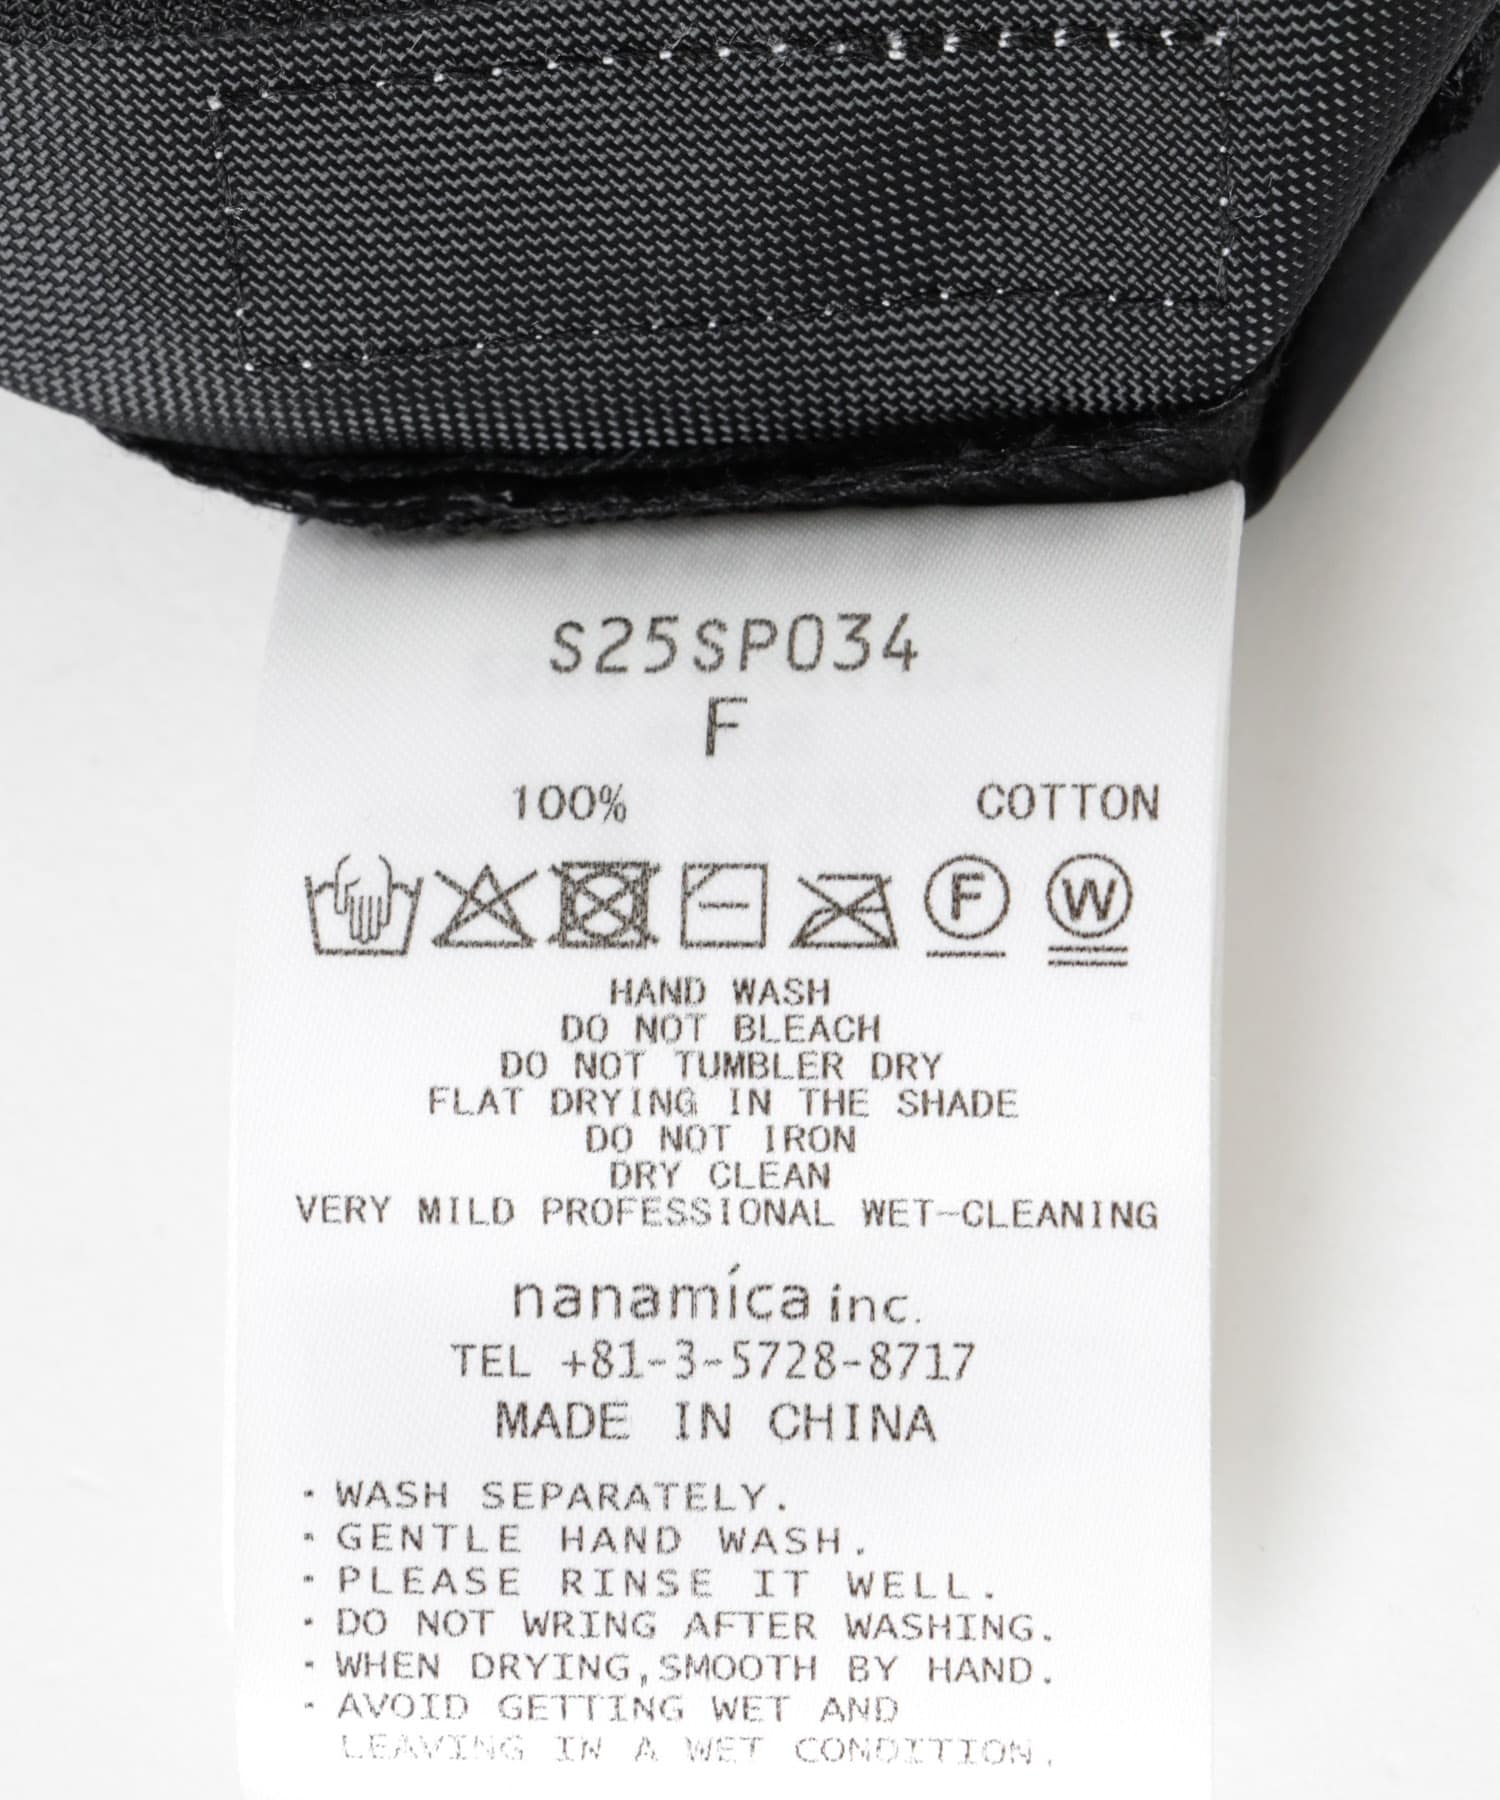 S25SP034
F
100% COTTON
F W
HAND WASH
DO NOT BLEACH
DO NOT TUMBLER DRY
FLAT DRYING IN THE SHADE
DO NOT IRON
DRY CLEAN
VERY MILD PROFESSIONAL WET-CLEANING
nanamíca inc.
TEL +81-3-5728-8717
MADE IN CHINA
・WASH SEPARATELY.
・GENTLE HAND WASH.
・PLEASE RINSE IT WELL.
・DO NOT WRING AFTER WASHING.
・WHEN DRYING,SMOOTH BY HAND.
・AVOID GETTING WET AND
LEAVING IN A WET CONDITION.